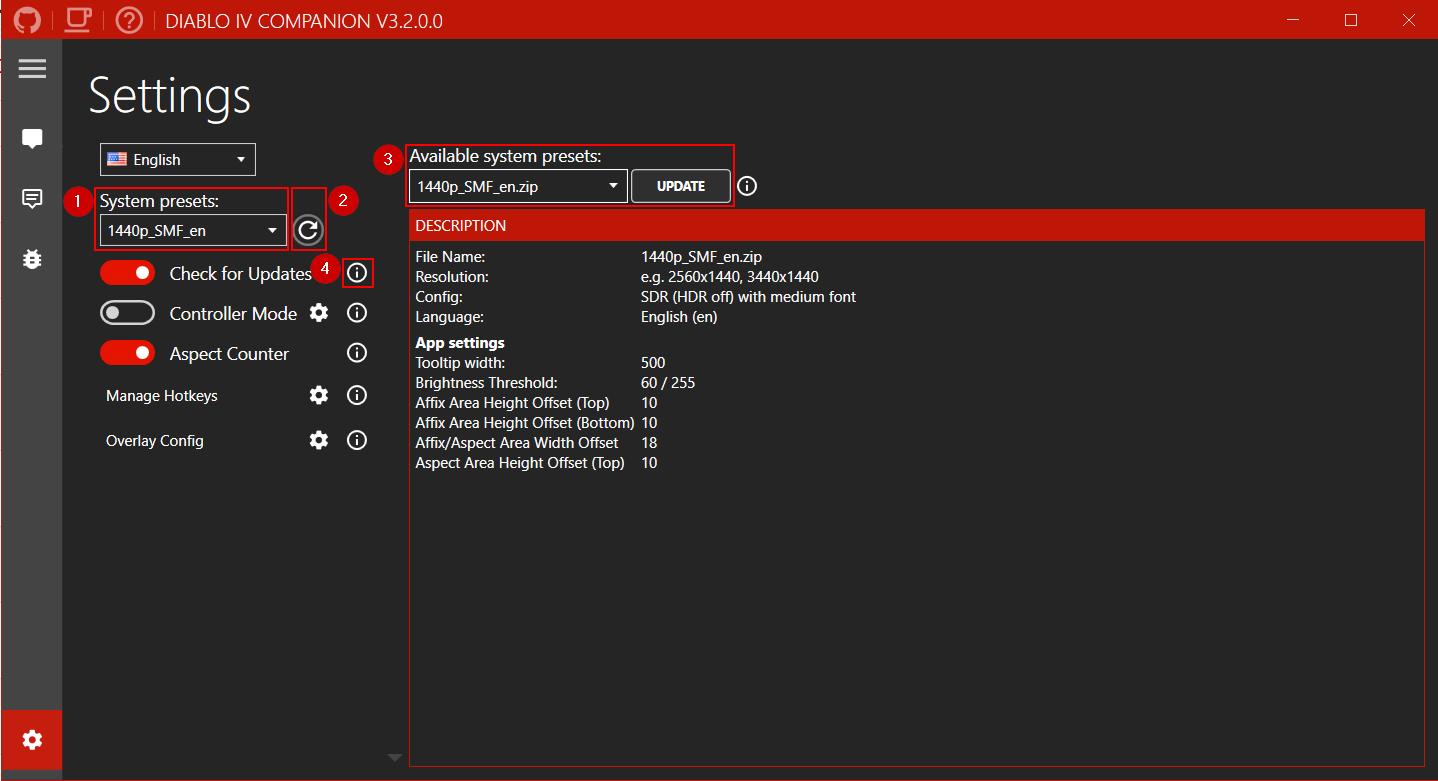 DIABLO IV COMPANION V3.2.0.0
Settings
English
1
System presets:
1440p_SMF_en
2
Check for Updates
4
Controller Mode
Aspect Counter
Manage Hotkeys
Overlay Config
3
Available system presets:
1440p_SMF_en.zip
UPDATE
DESCRIPTION
File Name: 1440p_SMF_en.zip
Resolution: e.g. 2560x1440, 3440x1440
Config: SDR (HDR off) with medium font
Language: English (en)
App settings
Tooltip width: 500
Brightness Threshold: 60 / 255
Affix Area Height Offset (Top) 10
Affix Area Height Offset (Bottom) 10
Affix/Aspect Area Width Offset 18
Aspect Area Height Offset (Top) 10